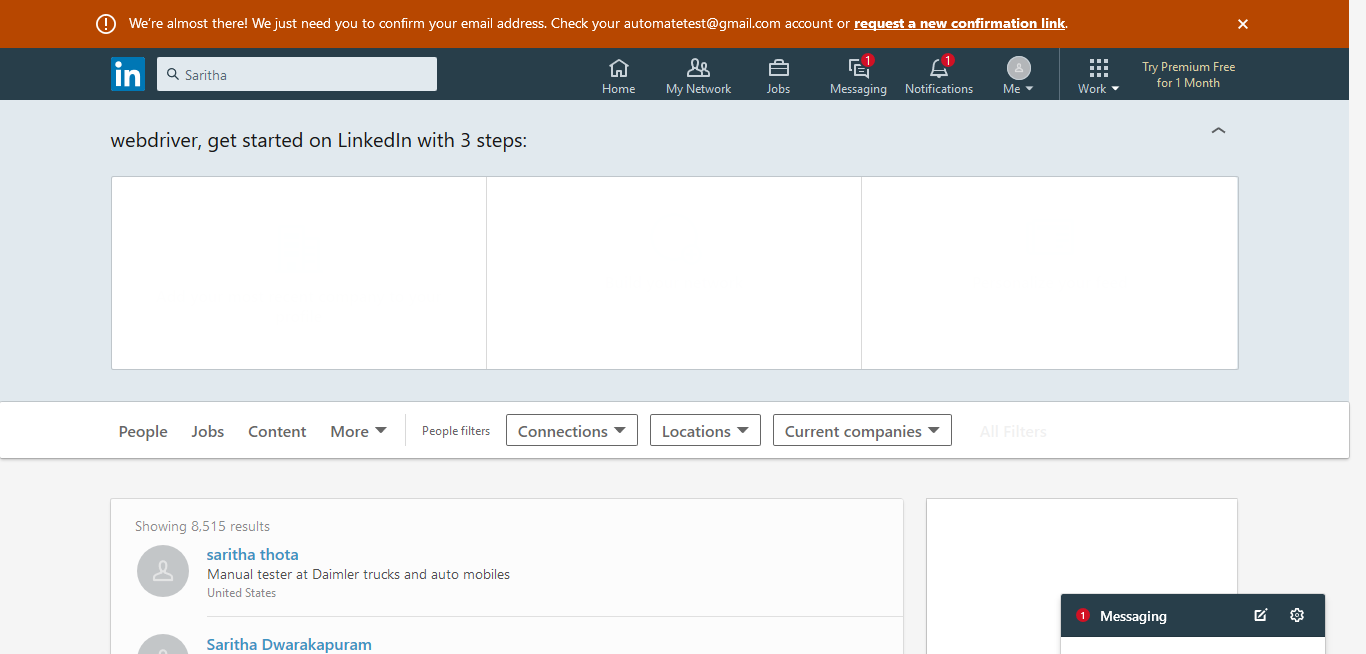 We're almost there! We just need you to confirm your email address. Check your automatetest@gmail.com account or request a new confirmation link.
in
Saritha
Home
My Network
Jobs
1
Messaging
1
Notifications
Me
Work
Try Premium Free
for 1 Month
webdriver, get started on LinkedIn with 3 steps:
People
Jobs
Content
More
People filters
Connections
Locations
Current companies
All Filters
Showing 8,515 results
saritha thota
Manual tester at Daimler trucks and auto mobiles
United States
Saritha Dwarakapuram
1 Messaging